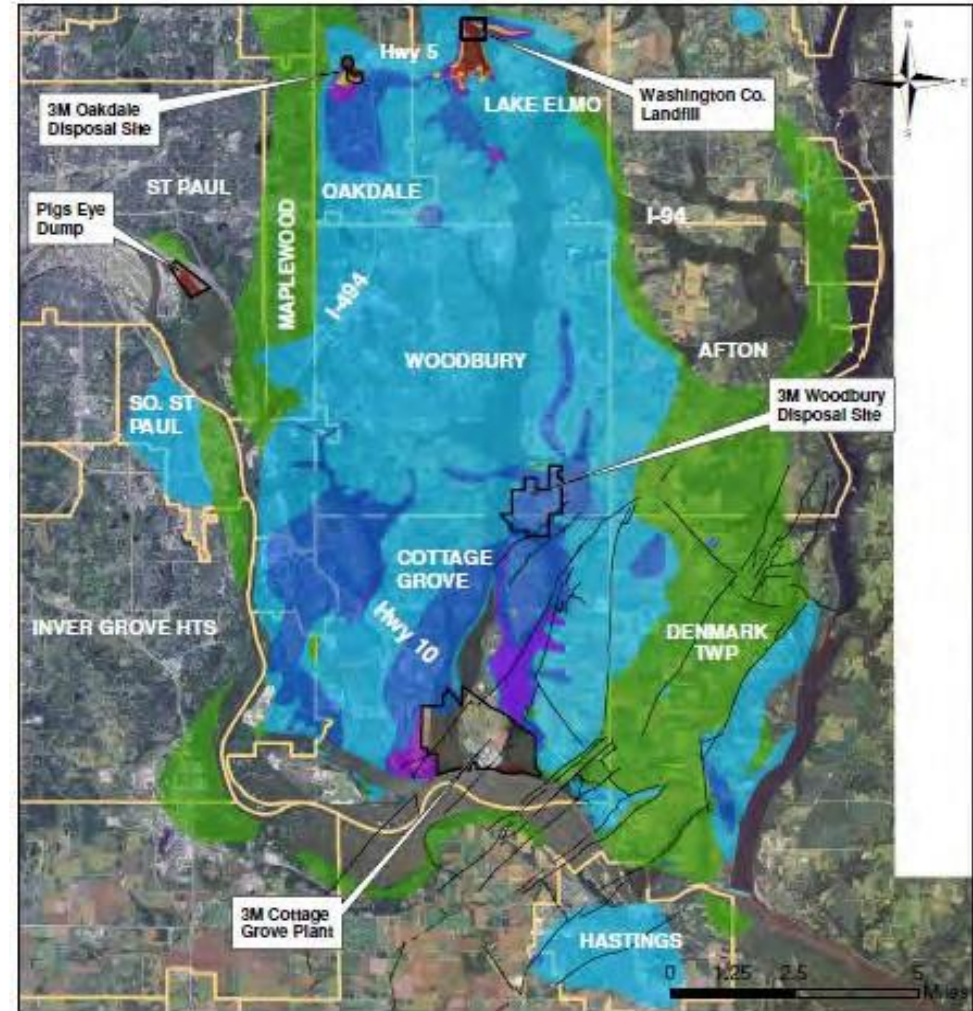 N
E
S
Hwy 5
3M Oakdale
Disposal Site
LAKE ELMO
Washington Co.
Landfill
ST PAUL
OAKDALE
Pigs Eye
Dump
MAPLEWOOD
I-94
I-494
WOODBURY
AFTON
SO. ST
PAUL
3M Woodbury
Disposal Site
COTTAGE
GROVE
Hwy 10
INVER GROVE HTS
DENMARK
TWP
3M Cottage
Grove Plant
HASTINGS
0 1.25 2.5 5
Miles